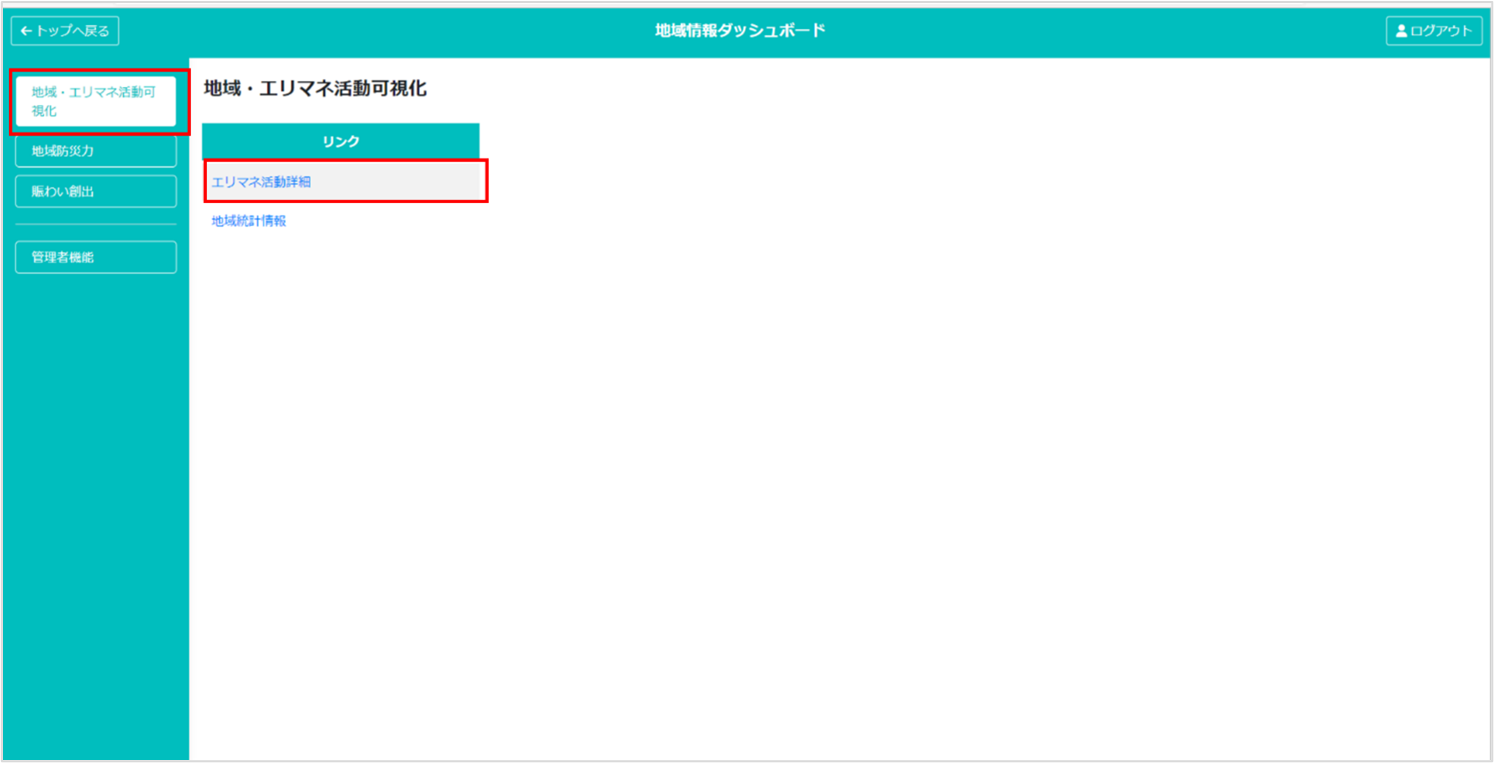 トップへ戻る
地域情報ダッシュボード
ログアウト
地域・エリマネ活動可
視化
地域防災力
賑わい創出
管理者機能
地域・エリマネ活動可視化
リンク
エリマネ活動詳細
地域統計情報